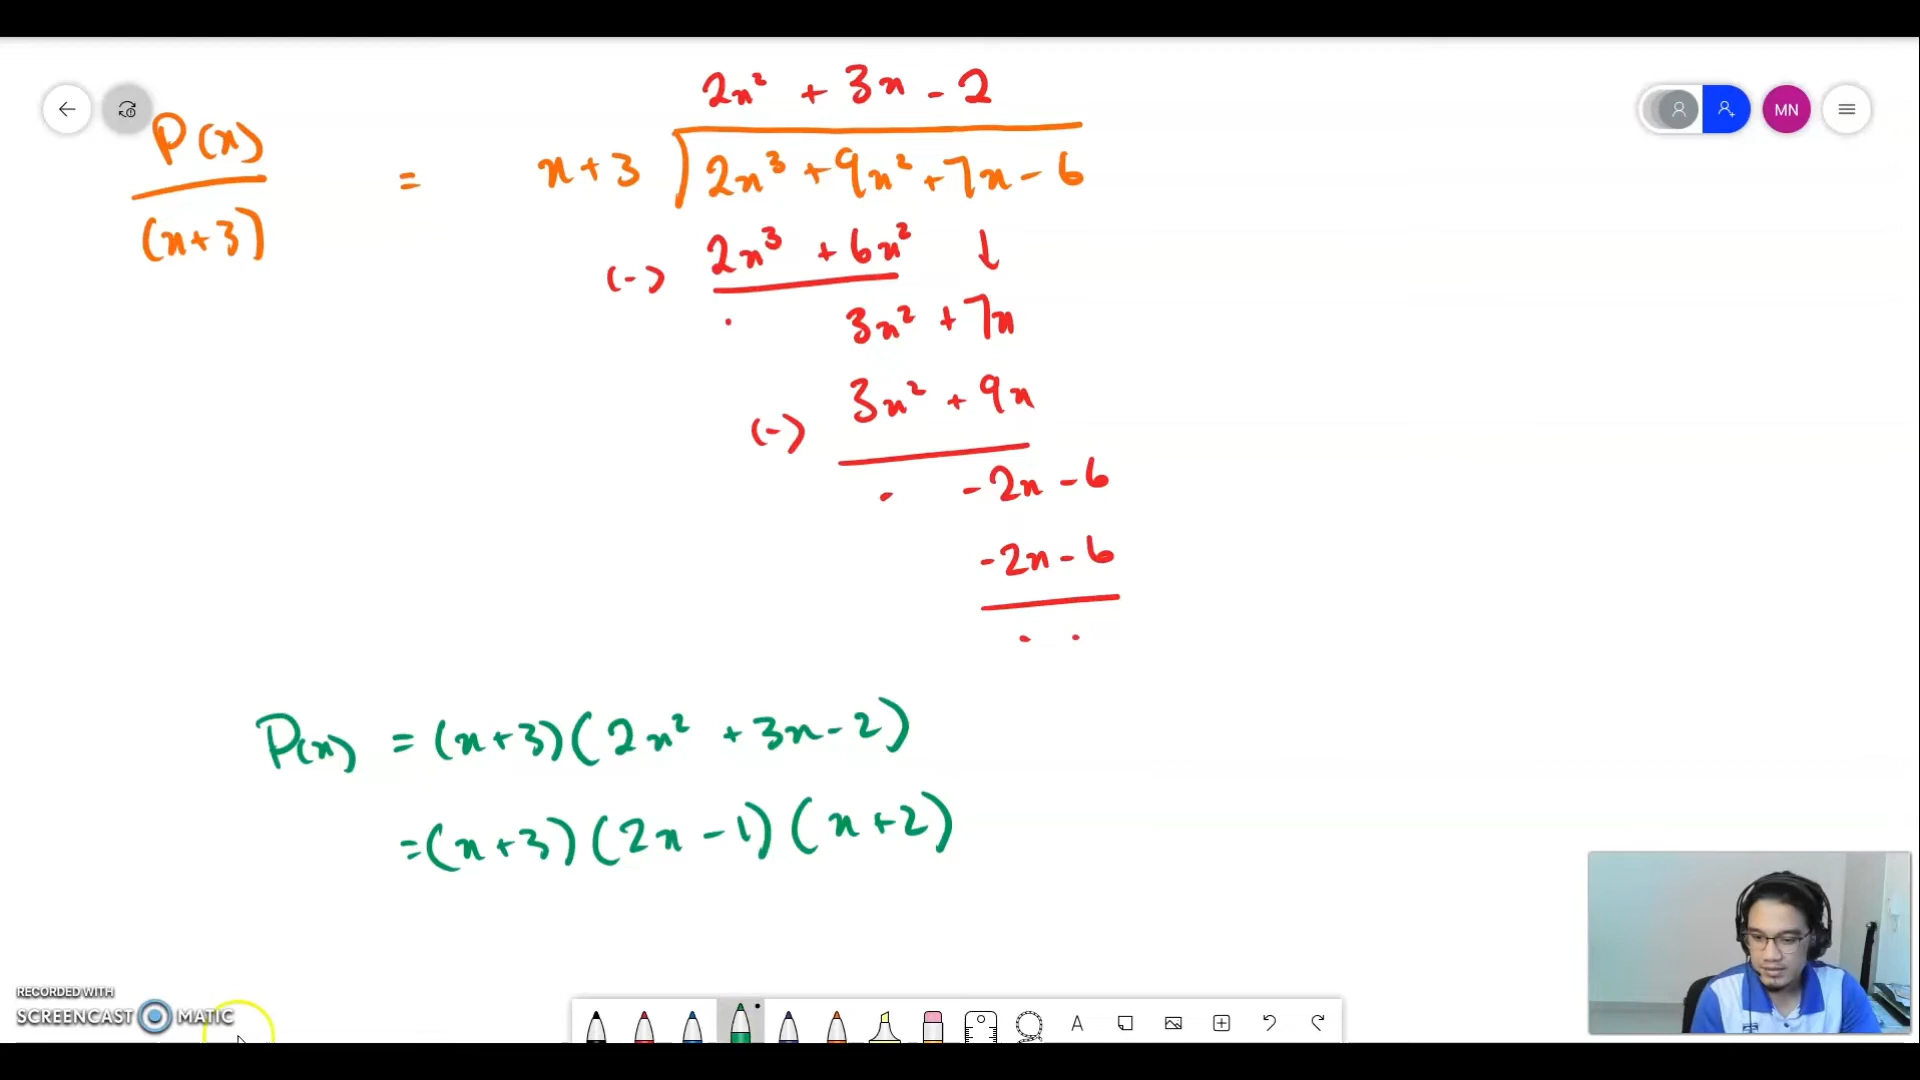 2x² + 3x - 2
P(x) / (x+3) = x+3 ) 2x³ + 9x² + 7x - 6
(-) 2x³ + 6x² ↓
. 3x² + 7x
(-) 3x² + 9x
. -2x - 6
-2x - 6
. .
P(x) = (x+3)(2x² + 3x - 2)
= (x+3)(2x - 1)(x+2)
MN
RECORDED WITH
SCREENCAST MATIC
A